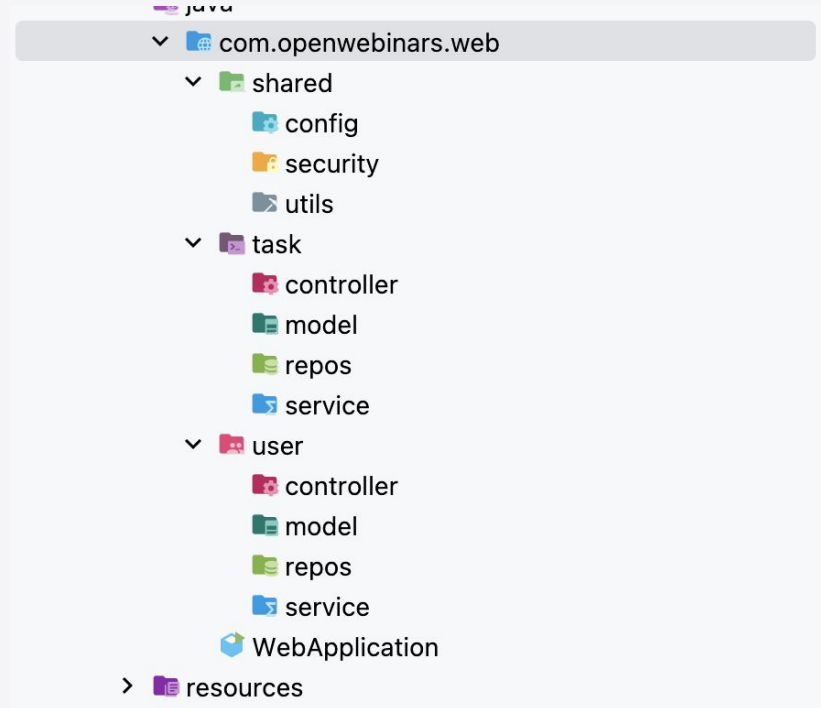 java
com.openwebinars.web
shared
config
security
utils
task
controller
model
repos
service
user
controller
model
repos
service
WebApplication
resources